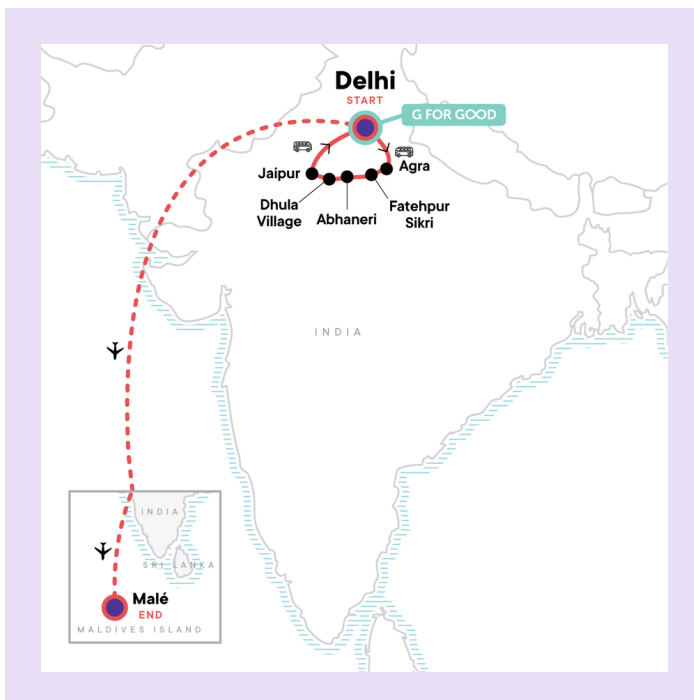 Delhi
START
G FOR GOOD
Jaipur
Agra
Dhula
Village
Abhaneri
Fatehpur
Sikri
INDIA
INDIA
SRI LANKA
Malé
END
MALDIVES ISLAND